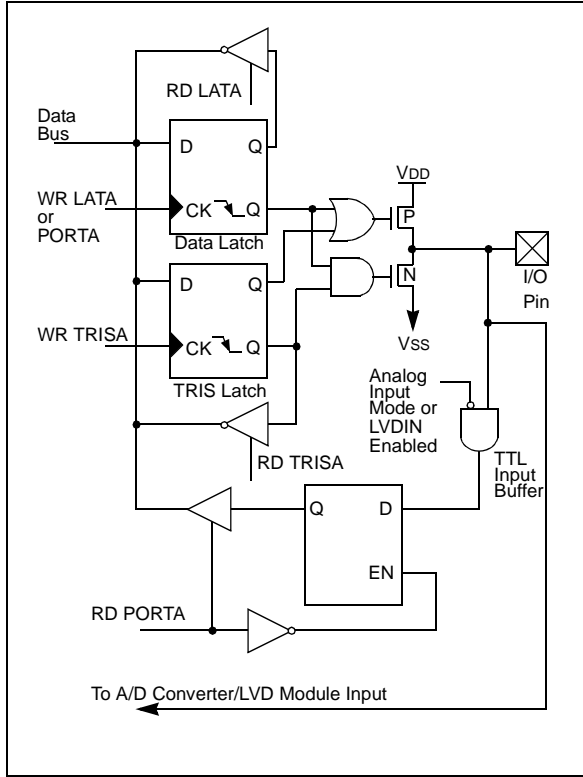 RD LATA
Data
Bus
D
Q
VDD
WR LATA
or
PORTA
CK
Q
P
Data Latch
D
Q
N
I/O
Pin
WR TRISA
CK
Q
VSS
TRIS Latch
Analog
Input
Mode or
LVDIN
Enabled
RD TRISA
TTL
Input
Buffer
Q
D
EN
RD PORTA
To A/D Converter/LVD Module Input